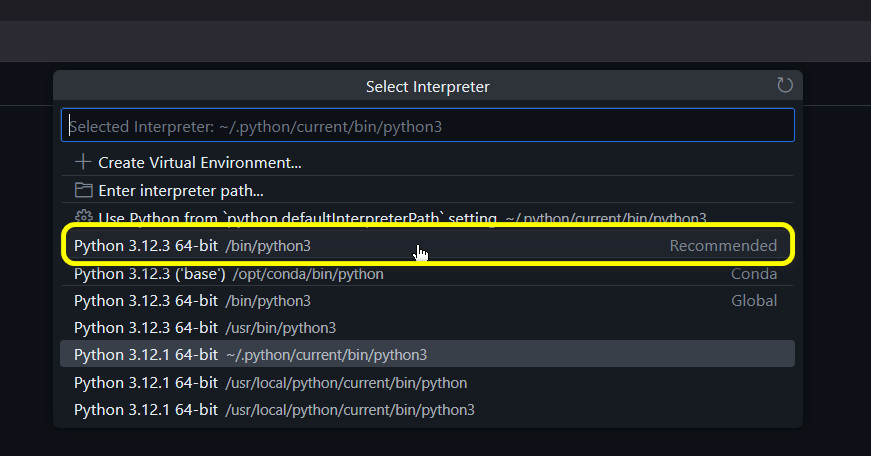 Select Interpreter
Selected Interpreter: ~/.python/current/bin/python3
Create Virtual Environment...
Enter interpreter path...
Use Python from `python.defaultInterpreterPath` setting ~/.python/current/bin/python3
Python 3.12.3 64-bit /bin/python3 Recommended
Python 3.12.3 ('base') /opt/conda/bin/python Conda
Python 3.12.3 64-bit /bin/python3 Global
Python 3.12.3 64-bit /usr/bin/python3
Python 3.12.1 64-bit ~/.python/current/bin/python3
Python 3.12.1 64-bit /usr/local/python/current/bin/python
Python 3.12.1 64-bit /usr/local/python/current/bin/python3